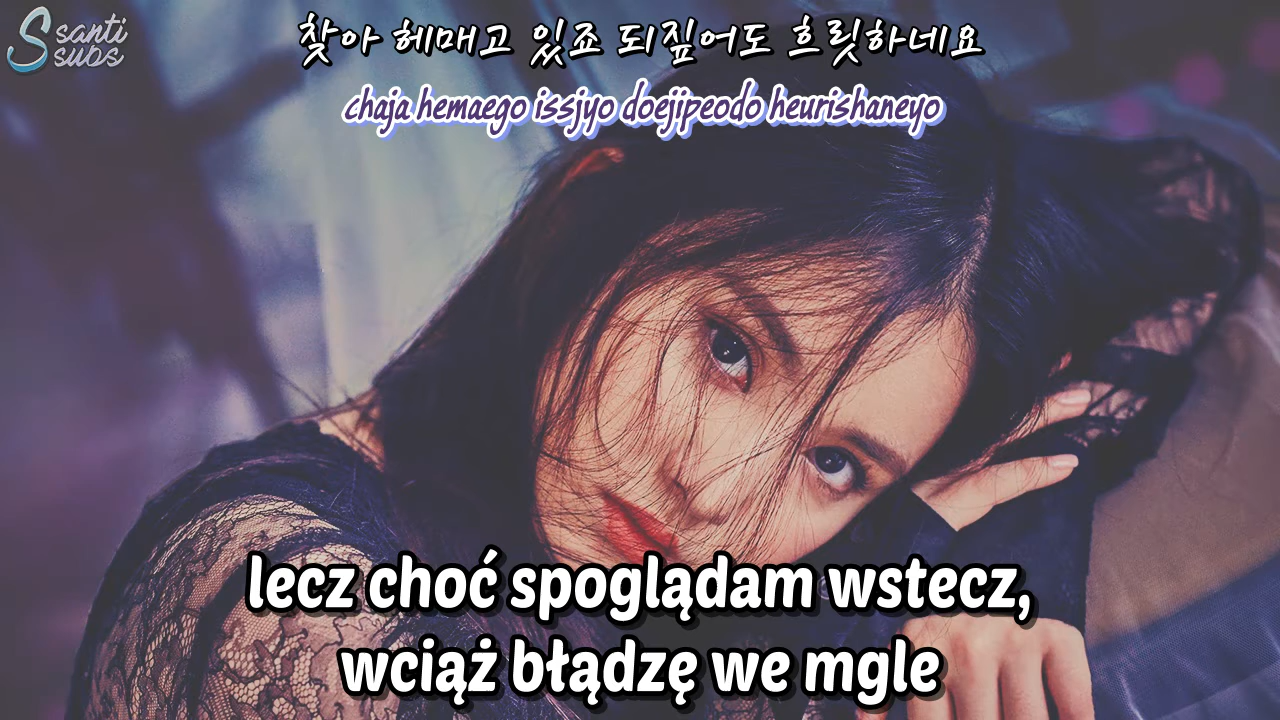 Ssanti
subs
찾아 헤매고 있죠 되짚어도 흐릿하네요
chaja hemaego issjyo doejipeodo heurishaneyo
lecz choć spoglądam wstecz,
wciąż błądzę we mgle